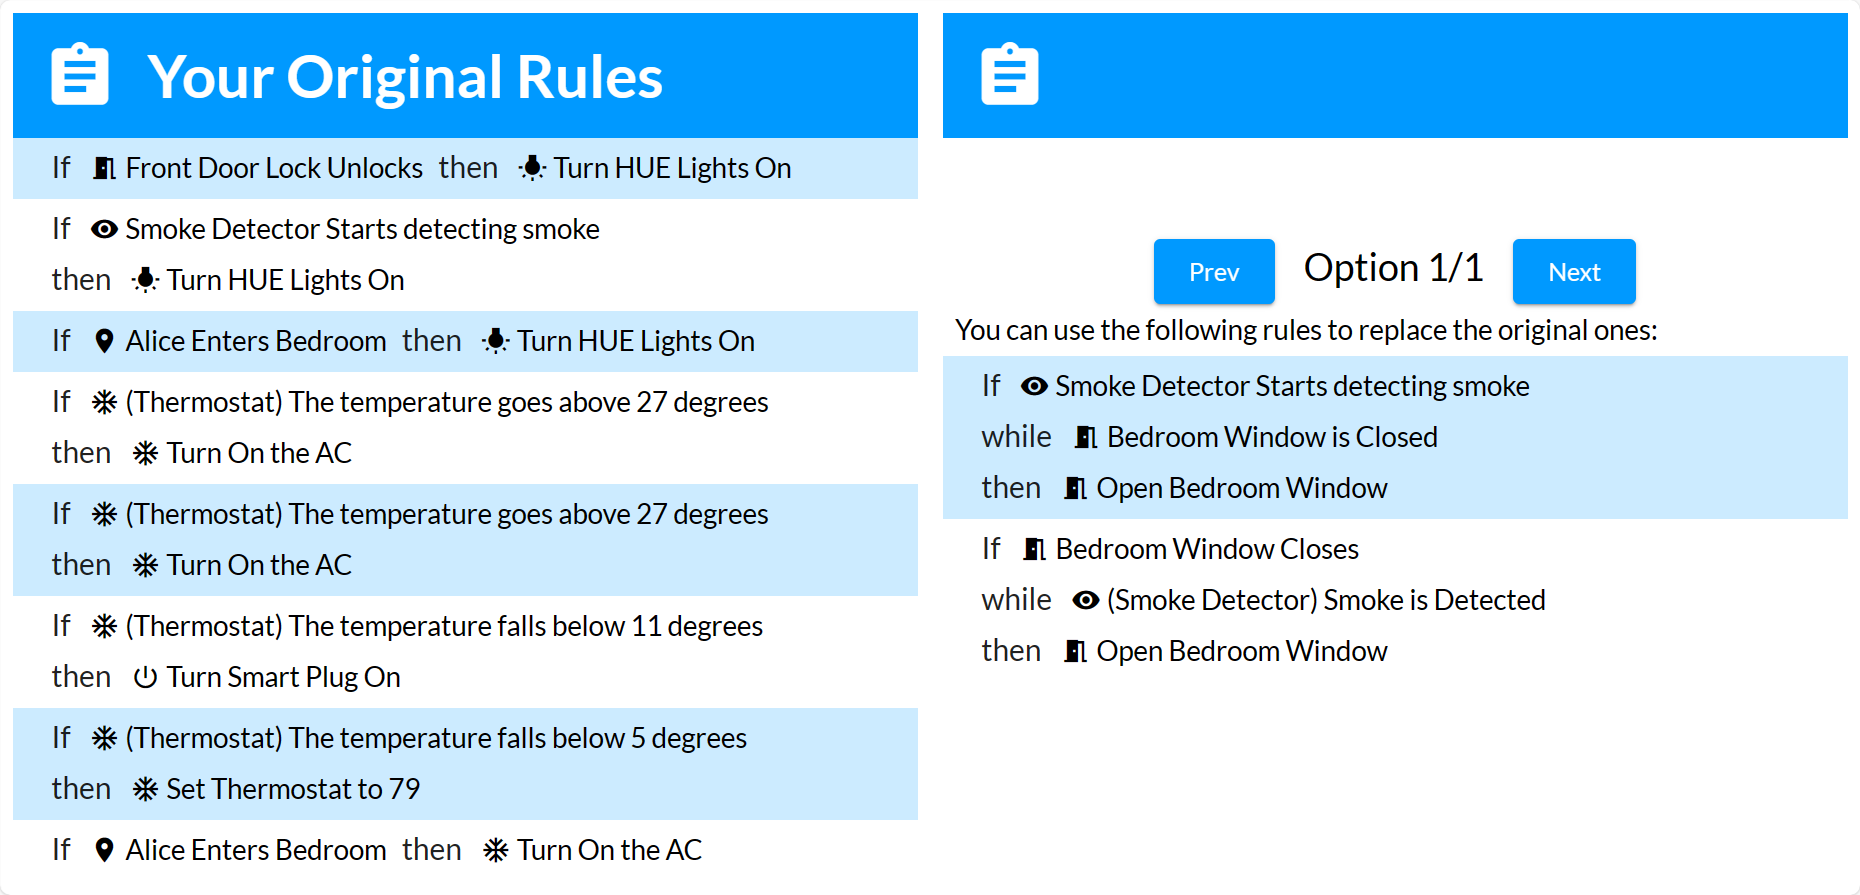 Your Original Rules
If Front Door Lock Unlocks then Turn HUE Lights On
If Smoke Detector Starts detecting smoke
then Turn HUE Lights On
If Alice Enters Bedroom then Turn HUE Lights On
If (Thermostat) The temperature goes above 27 degrees
then Turn On the AC
If (Thermostat) The temperature goes above 27 degrees
then Turn On the AC
If (Thermostat) The temperature falls below 11 degrees
then Turn Smart Plug On
If (Thermostat) The temperature falls below 5 degrees
then Set Thermostat to 79
If Alice Enters Bedroom then Turn On the AC
Prev Option 1/1 Next
You can use the following rules to replace the original ones:
If Smoke Detector Starts detecting smoke
while Bedroom Window is Closed
then Open Bedroom Window
If Bedroom Window Closes
while (Smoke Detector) Smoke is Detected
then Open Bedroom Window